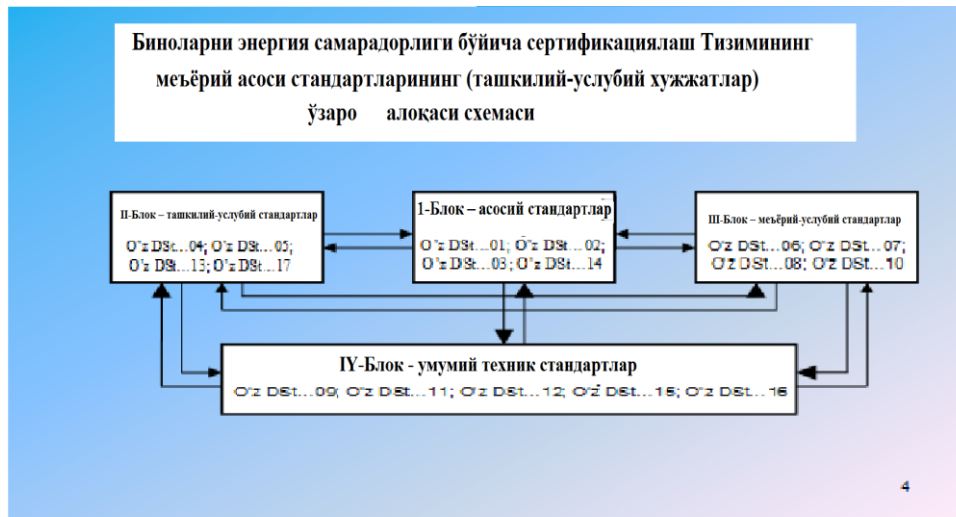 Биноларни энергия самарадорлиги бўйича сертификациялаш Тизимининг
меъёрий асоси стандартларининг (ташкилий-услубий хужжатлар)
ўзаро алоқаси схемаси
II-Блок – ташкилий-услубий стандартлар
O'z DSt...04; O'z DSt...05;
O'z DSt...13; O'z DSt...17
1-Блок – асосий стандартлар
O'z DSt...01; O'z DSt...02;
O'z DSt...03; O'z DSt...14
III-Блок – меъёрий-услубий стандартлар
O'z DSt...06; O'z DSt...07;
O'z DSt...08; O'z DSt...10
IY-Блок - умумий техник стандартлар
O'z DSt...09; O'z DSt...11; O'z DSt...12; O'z DSt...15; O'z DSt...16
4